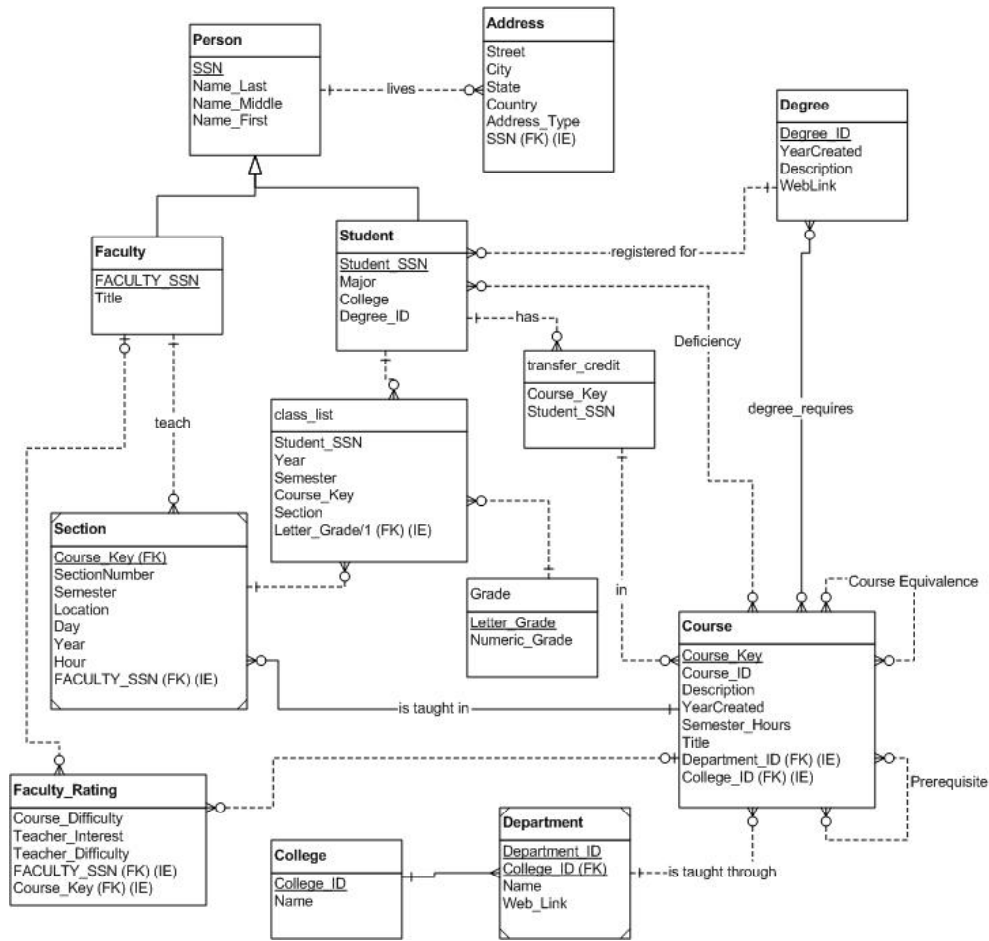 Person
SSN
Name_Last
Name_Middle
Name_First
lives
Address
Street
City
State
Country
Address_Type
SSN (FK) (IE)
Degree
Degree_ID
YearCreated
Description
WebLink
Faculty
FACULTY_SSN
Title
Student
Student_SSN
Major
College
Degree_ID
registered for
has
Deficiency
transfer_credit
Course_Key
Student_SSN
degree_requires
teach
class_list
Student_SSN
Year
Semester
Course_Key
Section
Letter_Grade/1 (FK) (IE)
Section
Course_Key (FK)
SectionNumber
Semester
Location
Day
Year
Hour
FACULTY_SSN (FK) (IE)
Grade
Letter_Grade
Numeric_Grade
in
Course Equivalence
Course
Course_Key
Course_ID
Description
YearCreated
Semester_Hours
Title
Department_ID (FK) (IE)
College_ID (FK) (IE)
is taught in
Prerequisite
Faculty_Rating
Course_Difficulty
Teacher_Interest
Teacher_Difficulty
FACULTY_SSN (FK) (IE)
Course_Key (FK) (IE)
College
College_ID
Name
Department
Department_ID
College_ID (FK)
Name
Web_Link
is taught through